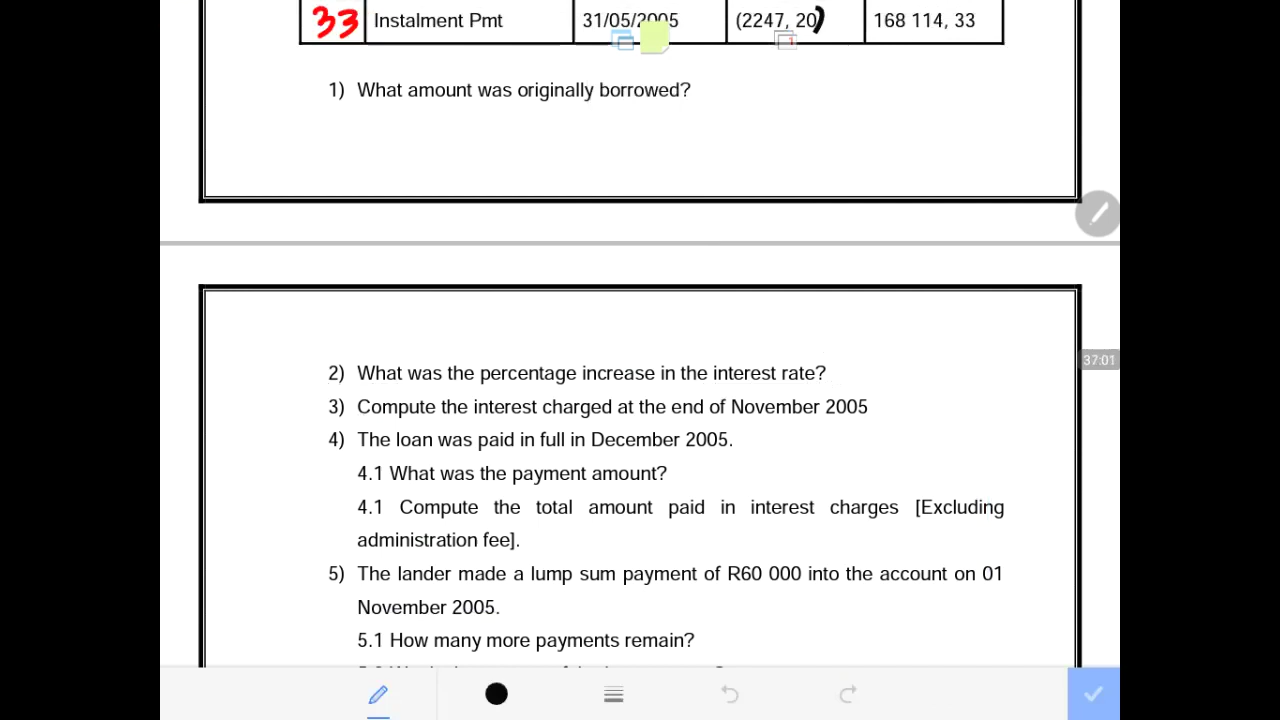 33 Instalment Pmt 31/05/2005 (2247, 20) 168 114, 33
1) What amount was originally borrowed?
2) What was the percentage increase in the interest rate?
37:01
3) Compute the interest charged at the end of November 2005
4) The loan was paid in full in December 2005.
4.1 What was the payment amount?
4.1 Compute the total amount paid in interest charges [Excluding
administration fee].
5) The lander made a lump sum payment of R60 000 into the account on 01
November 2005.
5.1 How many more payments remain?